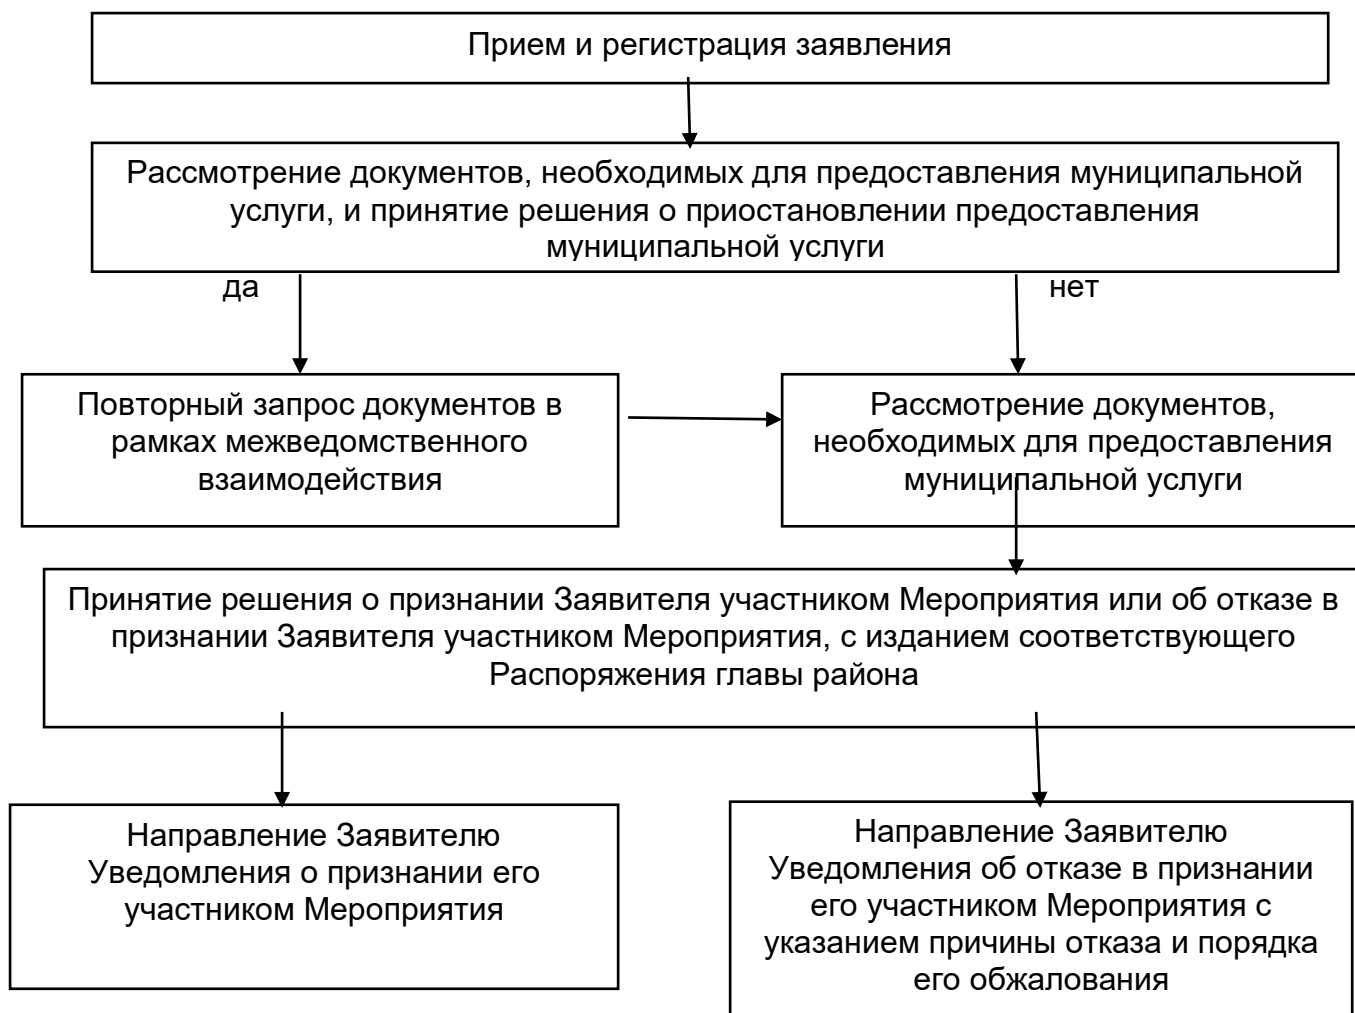 Прием и регистрация заявления
Рассмотрение документов, необходимых для предоставления муниципальной
услуги, и принятие решения о приостановлении предоставления
муниципальной услуги
да
нет
Повторный запрос документов в
рамках межведомственного
взаимодействия
Рассмотрение документов,
необходимых для предоставления
муниципальной услуги
Принятие решения о признании Заявителя участником Мероприятия или об отказе в
признании Заявителя участником Мероприятия, с изданием соответствующего
Распоряжения главы района
Направление Заявителю
Уведомления о признании его
участником Мероприятия
Направление Заявителю
Уведомления об отказе в признании
его участником Мероприятия с
указанием причины отказа и порядка
его обжалования